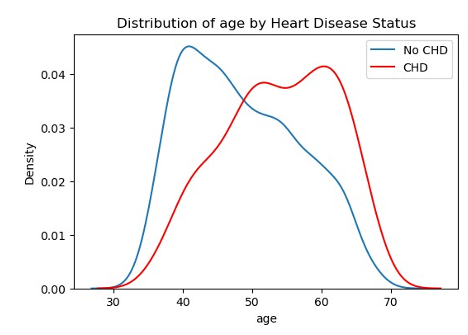 Distribution of age by Heart Disease Status
No CHD
CHD
Density
0.04
0.03
0.02
0.01
0.00
30 40 50 60 70
age